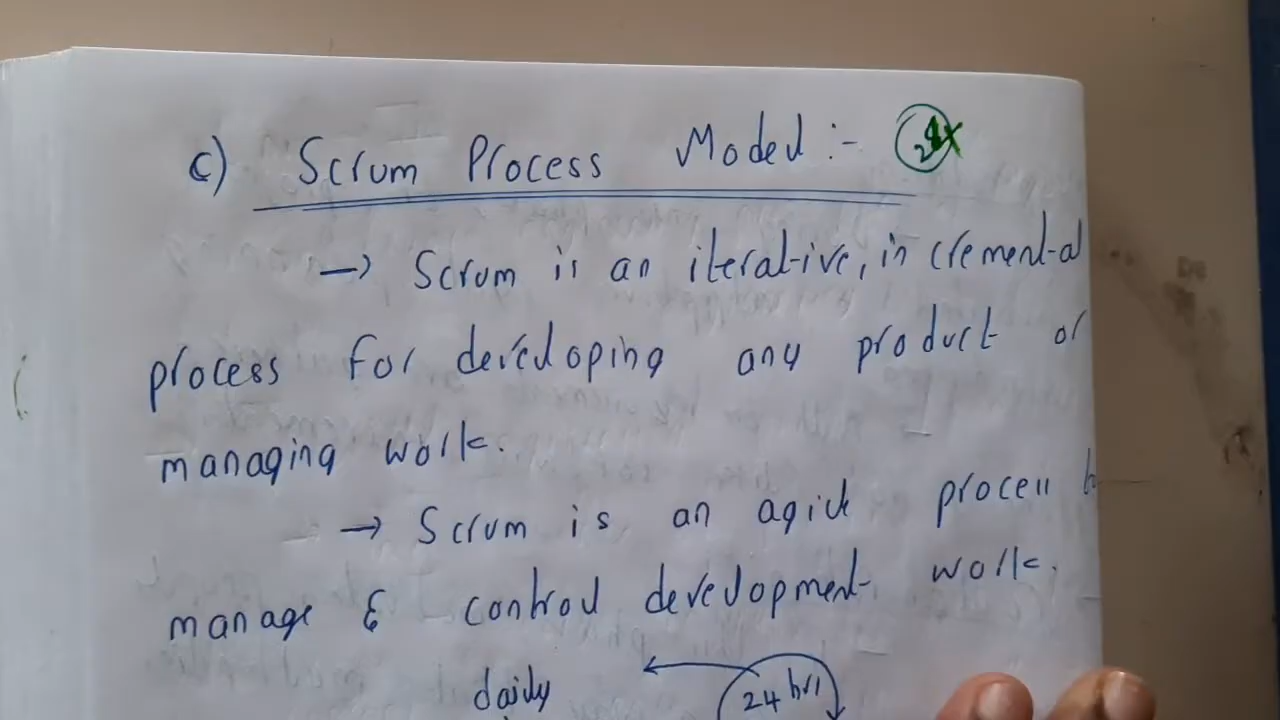 c) Scrum Process Model :-
→ Scrum is an iterative, incremental
process for developing any product or
managing work.
→ Scrum is an agile process
manage & control development work.
daily
24 hrs